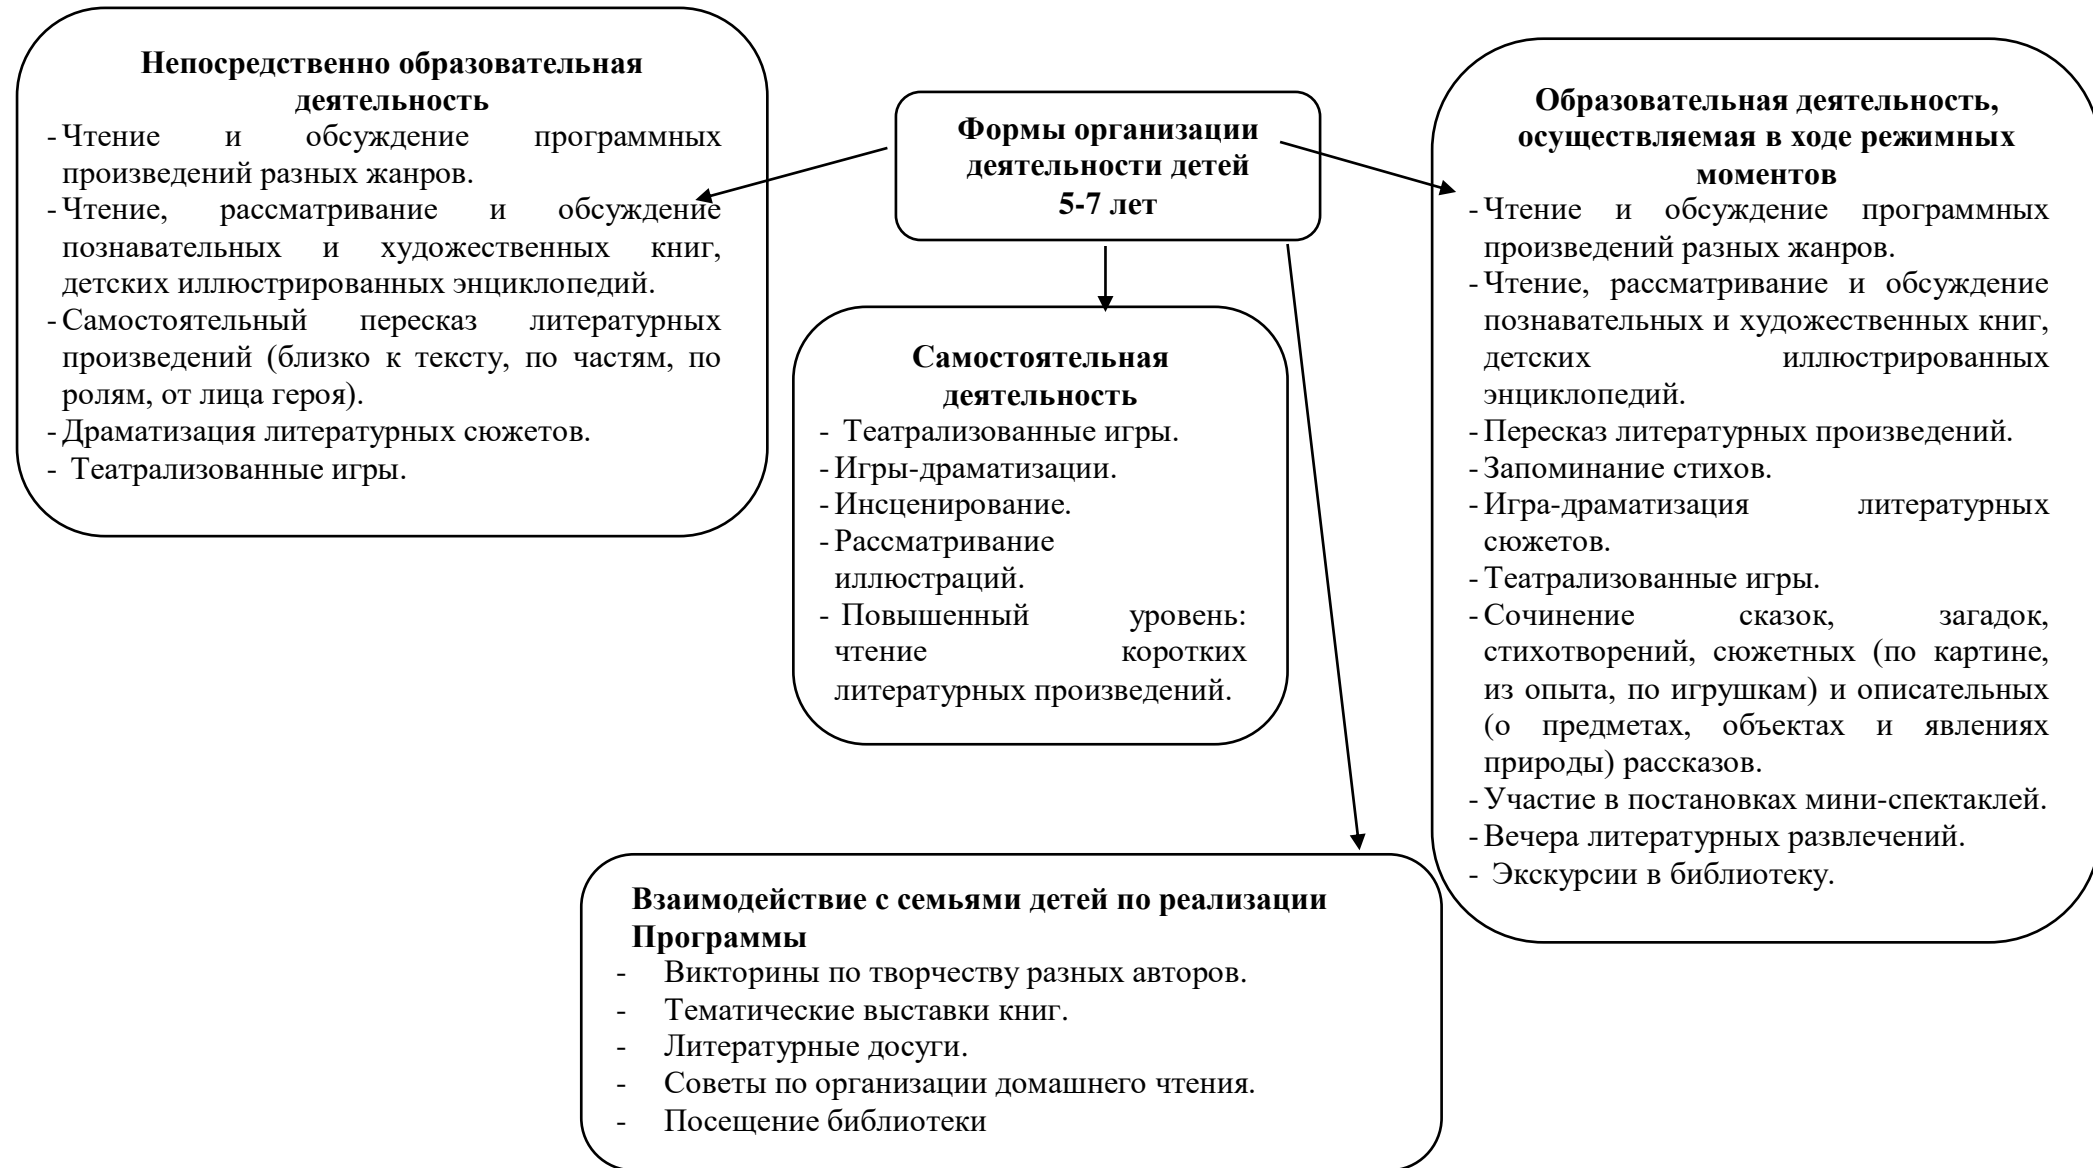 Непосредственно образовательная
деятельность
- Чтение и обсуждение программных
произведений разных жанров.
- Чтение, рассматривание и обсуждение
познавательных и художественных книг,
детских иллюстрированных энциклопедий.
- Самостоятельный пересказ литературных
произведений (близко к тексту, по частям, по
ролям, от лица героя).
- Драматизация литературных сюжетов.
- Театрализованные игры.
Формы организации
деятельности детей
5-7 лет
Самостоятельная
деятельность
- Театрализованные игры.
- Игры-драматизации.
- Инсценирование.
- Рассматривание
иллюстраций.
- Повышенный уровень:
чтение коротких
литературных произведений.
Образовательная деятельность,
осуществляемая в ходе режимных
моментов
- Чтение и обсуждение программных
произведений разных жанров.
- Чтение, рассматривание и обсуждение
познавательных и художественных книг,
детских иллюстрированных
энциклопедий.
- Пересказ литературных произведений.
- Запоминание стихов.
- Игра-драматизация литературных
сюжетов.
- Театрализованные игры.
- Сочинение сказок, загадок,
стихотворений, сюжетных (по картине,
из опыта, по игрушкам) и описательных
(о предметах, объектах и явлениях
природы) рассказов.
- Участие в постановках мини-спектаклей.
- Вечера литературных развлечений.
- Экскурсии в библиотеку.
Взаимодействие с семьями детей по реализации
Программы
- Викторины по творчеству разных авторов.
- Тематические выставки книг.
- Литературные досуги.
- Советы по организации домашнего чтения.
- Посещение библиотеки